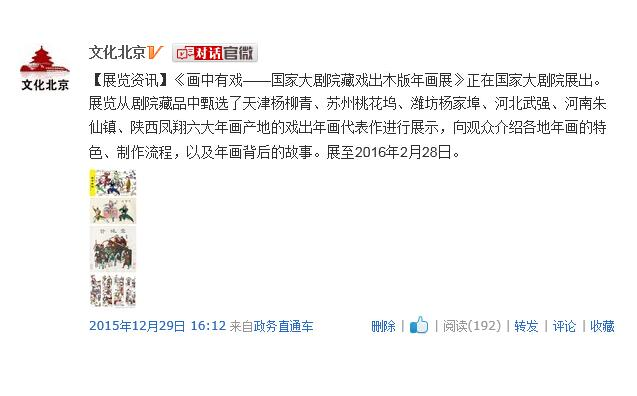 文化北京
文化北京V 对话官微
【展览资讯】《画中有戏——国家大剧院藏戏出木版年画展》正在国家大剧院展出。
展览从剧院藏品中甄选了天津杨柳青、苏州桃花坞、潍坊杨家埠、河北武强、河南朱
仙镇、陕西凤翔六大年画产地的戏出年画代表作进行展示，向观众介绍各地年画的特
色、制作流程，以及年画背后的故事。展至2016年2月28日。
2015年12月29日 16:12 来自政务直通车 删除 | | 阅读(192) | 转发 | 评论 | 收藏